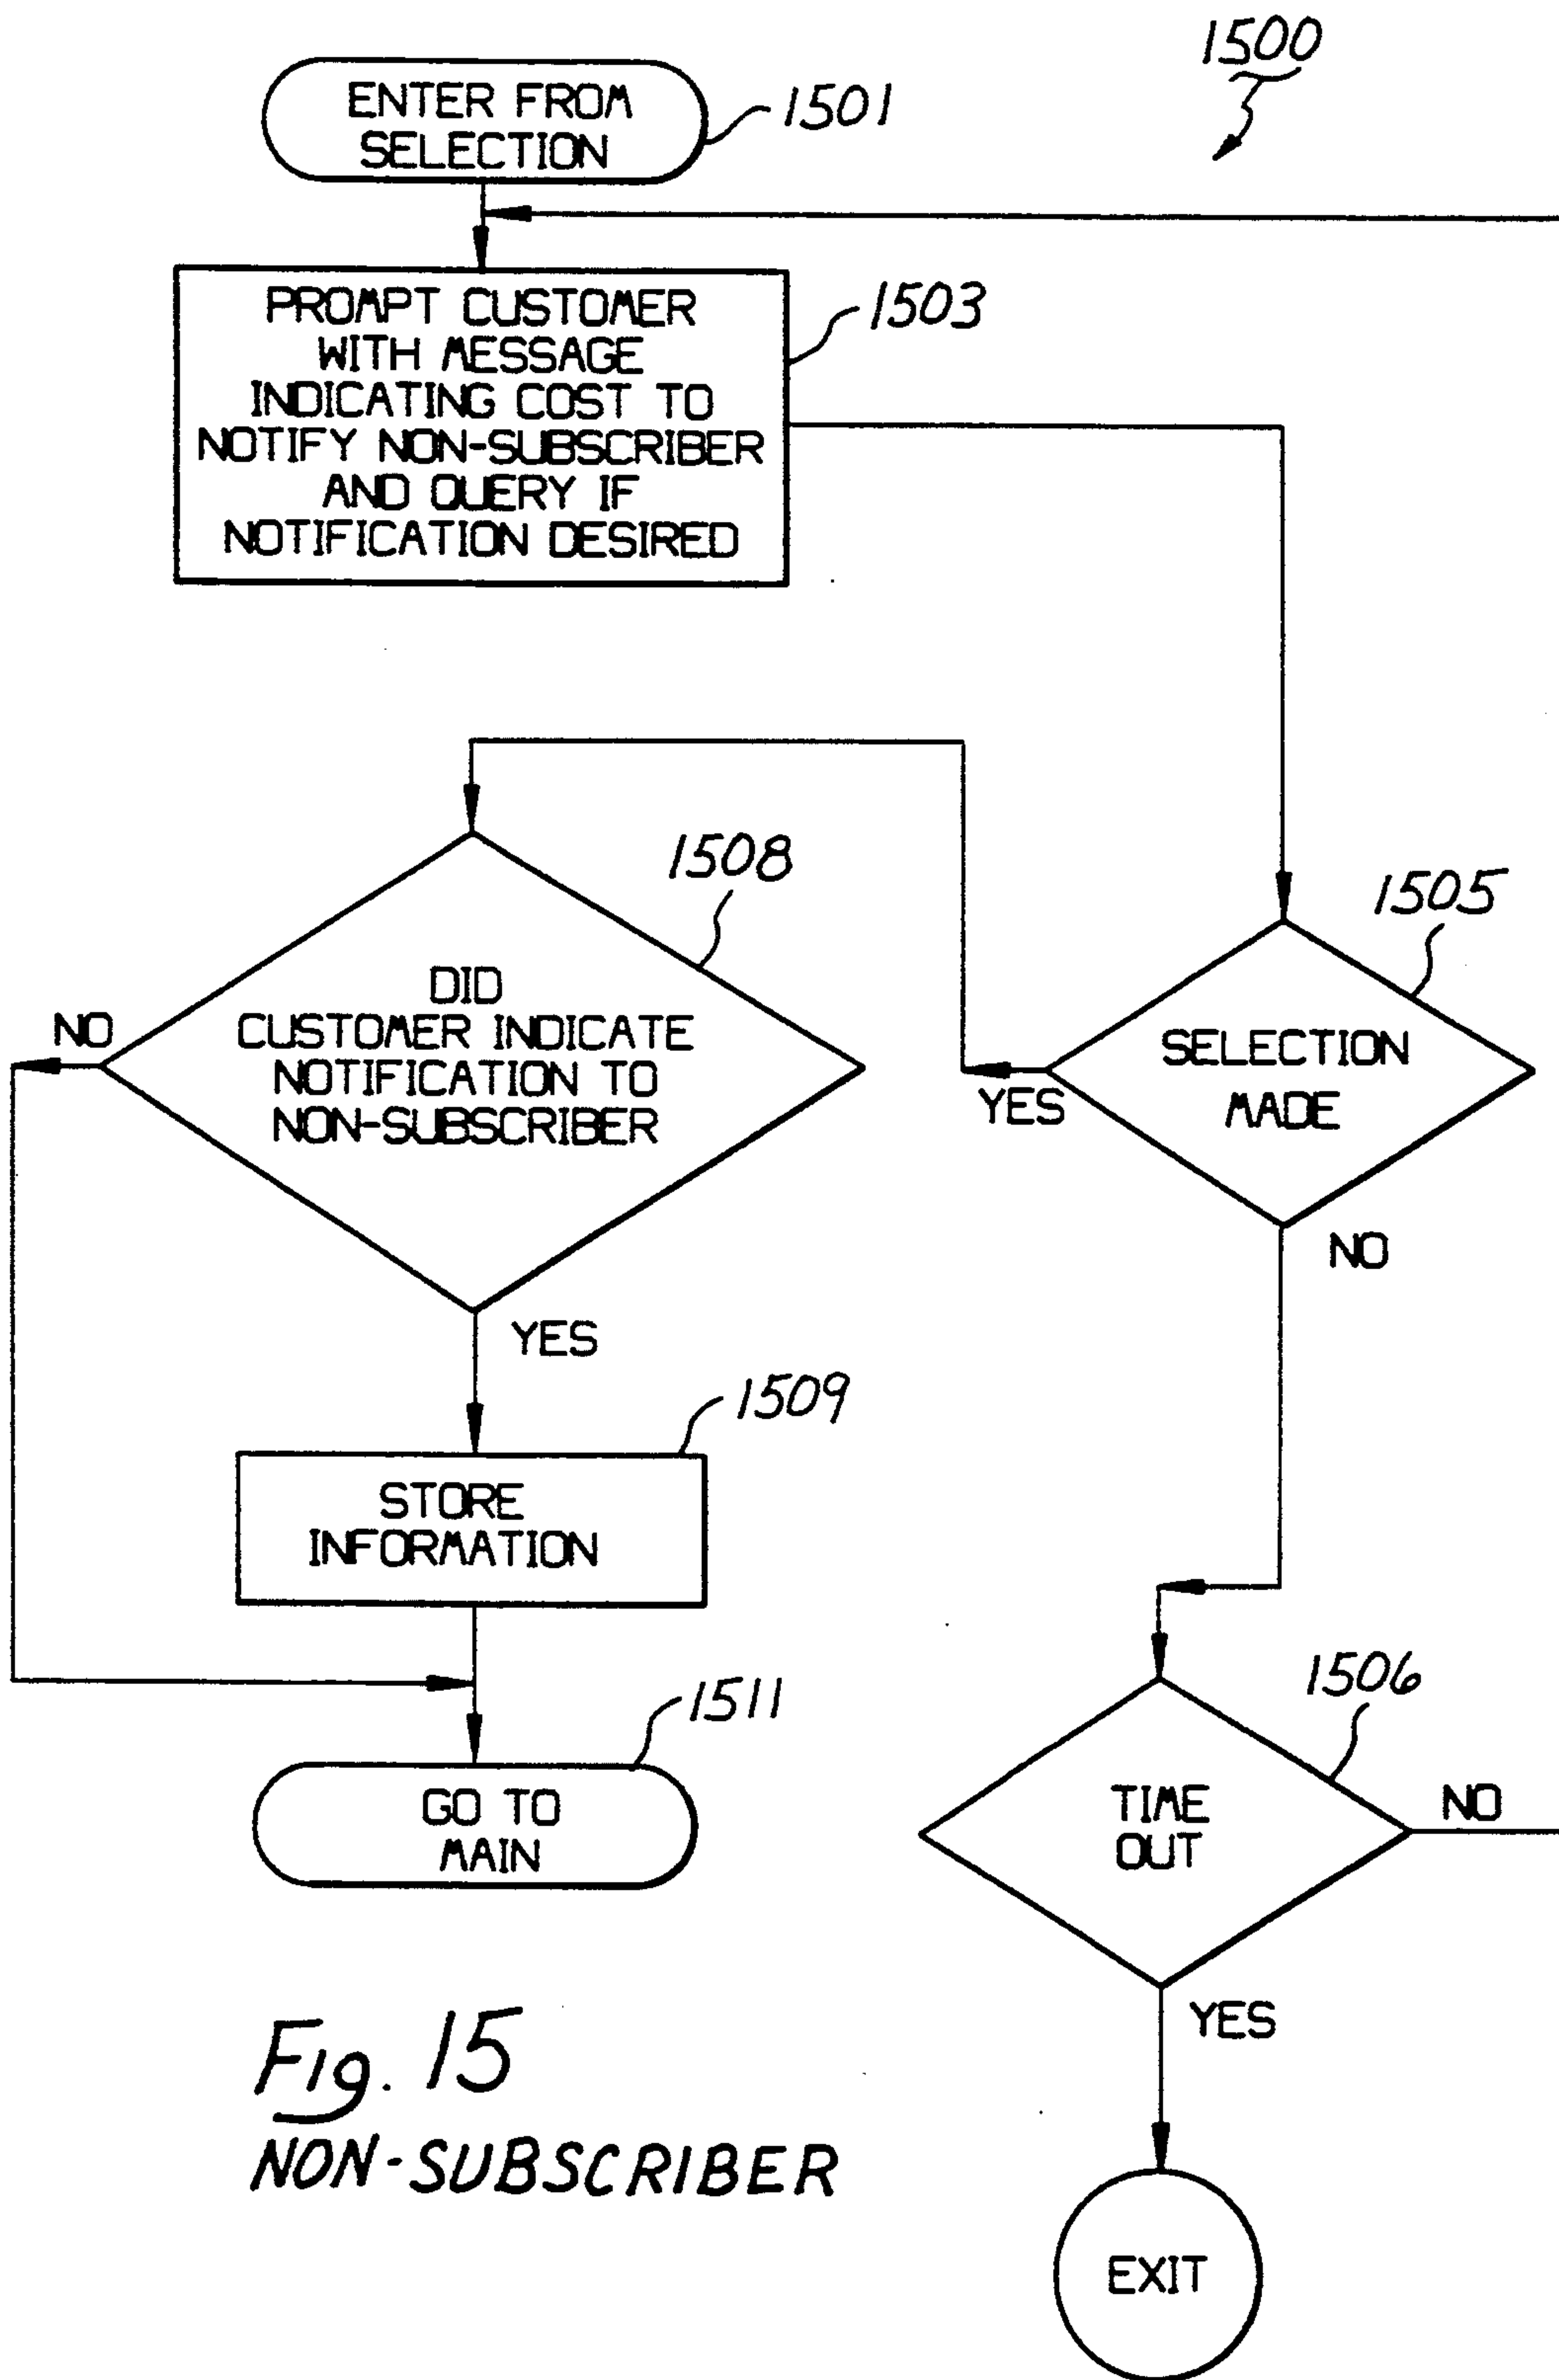 1500
ENTER FROM
SELECTION
1501
PROMPT CUSTOMER
WITH MESSAGE
INDICATING COST TO
NOTIFY NON-SUBSCRIBER
AND QUERY IF
NOTIFICATION DESIRED
1503
1505
SELECTION
MADE
YES
NO
1508
DID
CUSTOMER INDICATE
NOTIFICATION TO
NON-SUBSCRIBER
NO
YES
1509
STORE
INFORMATION
1511
GO TO
MAIN
1506
TIME
OUT
NO
YES
EXIT
Fig. 15
NON-SUBSCRIBER